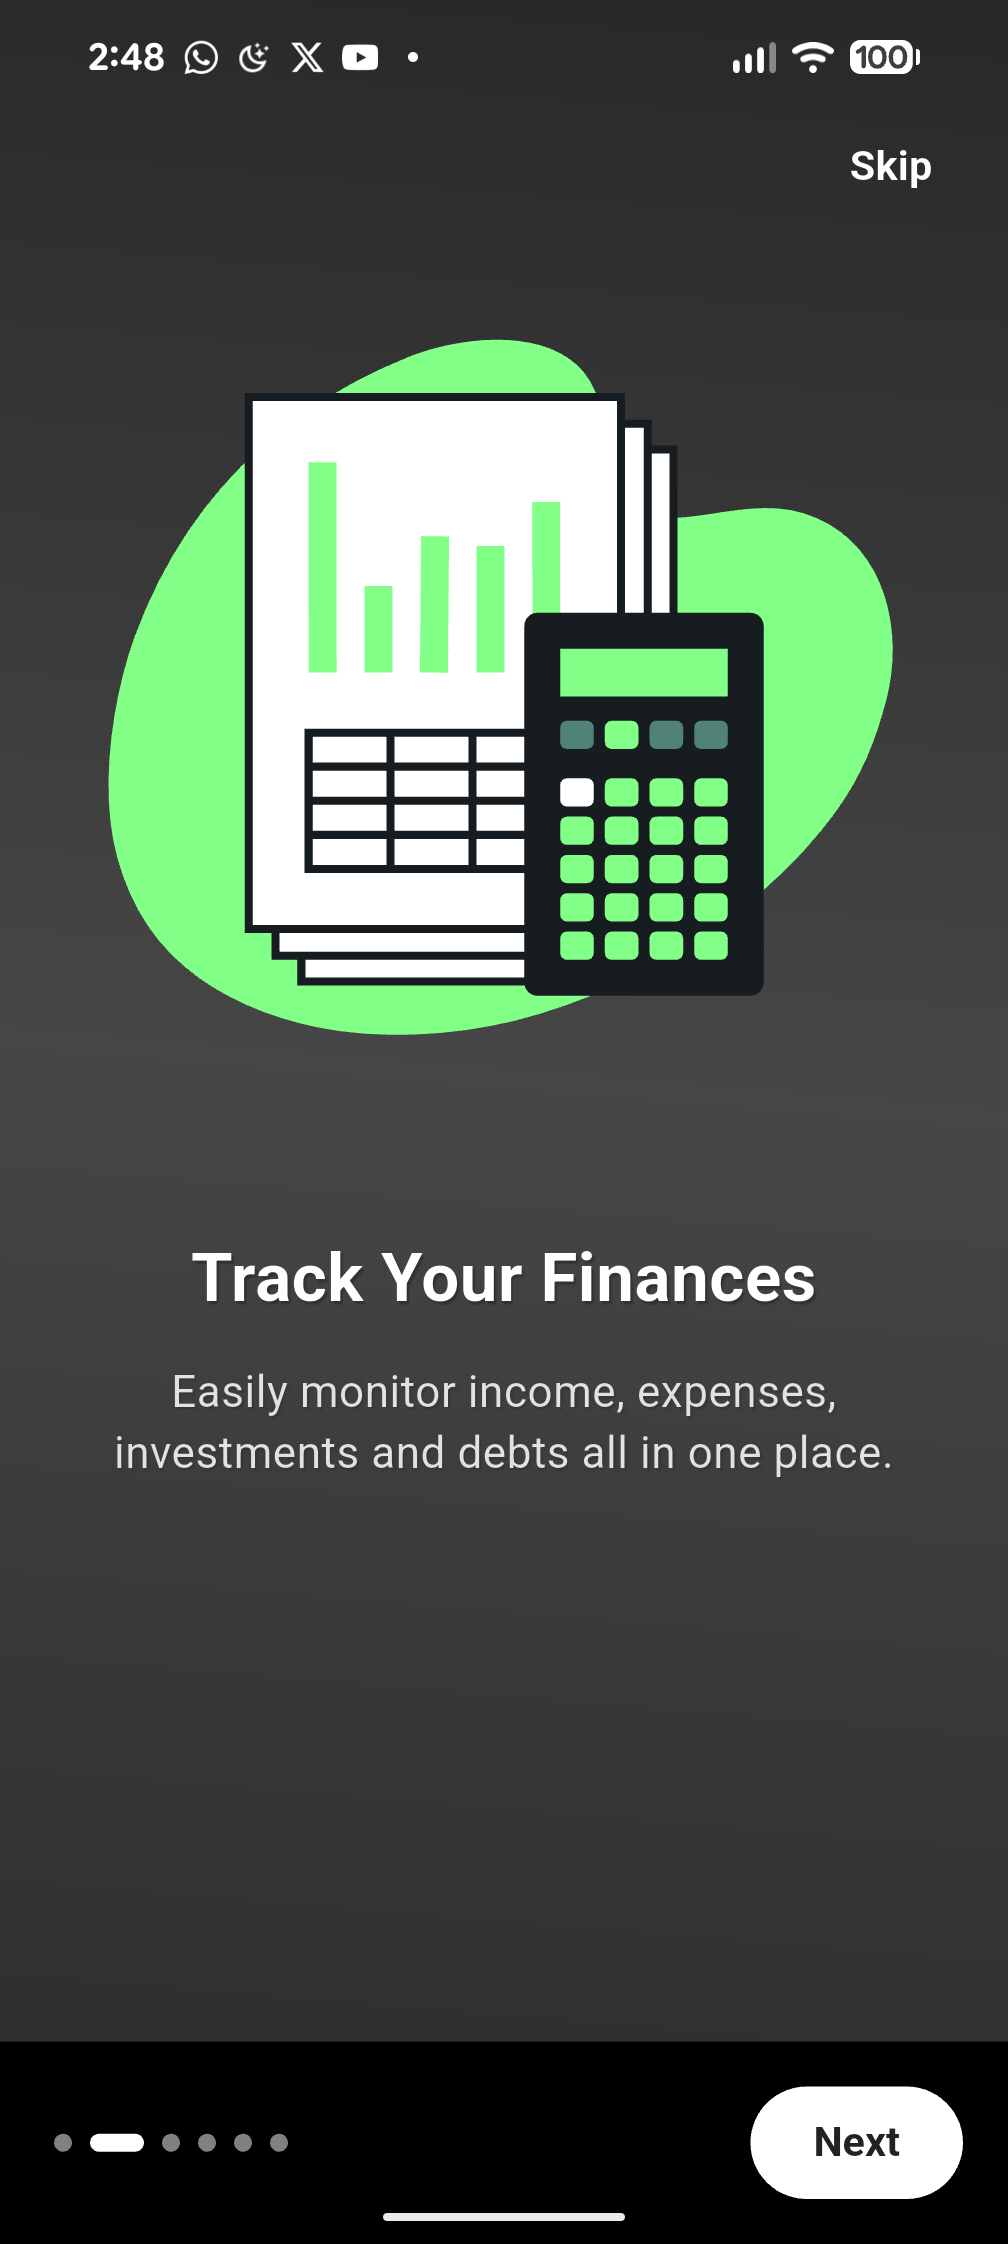 2:48
100
Skip
Track Your Finances
Easily monitor income, expenses,
investments and debts all in one place.
Next